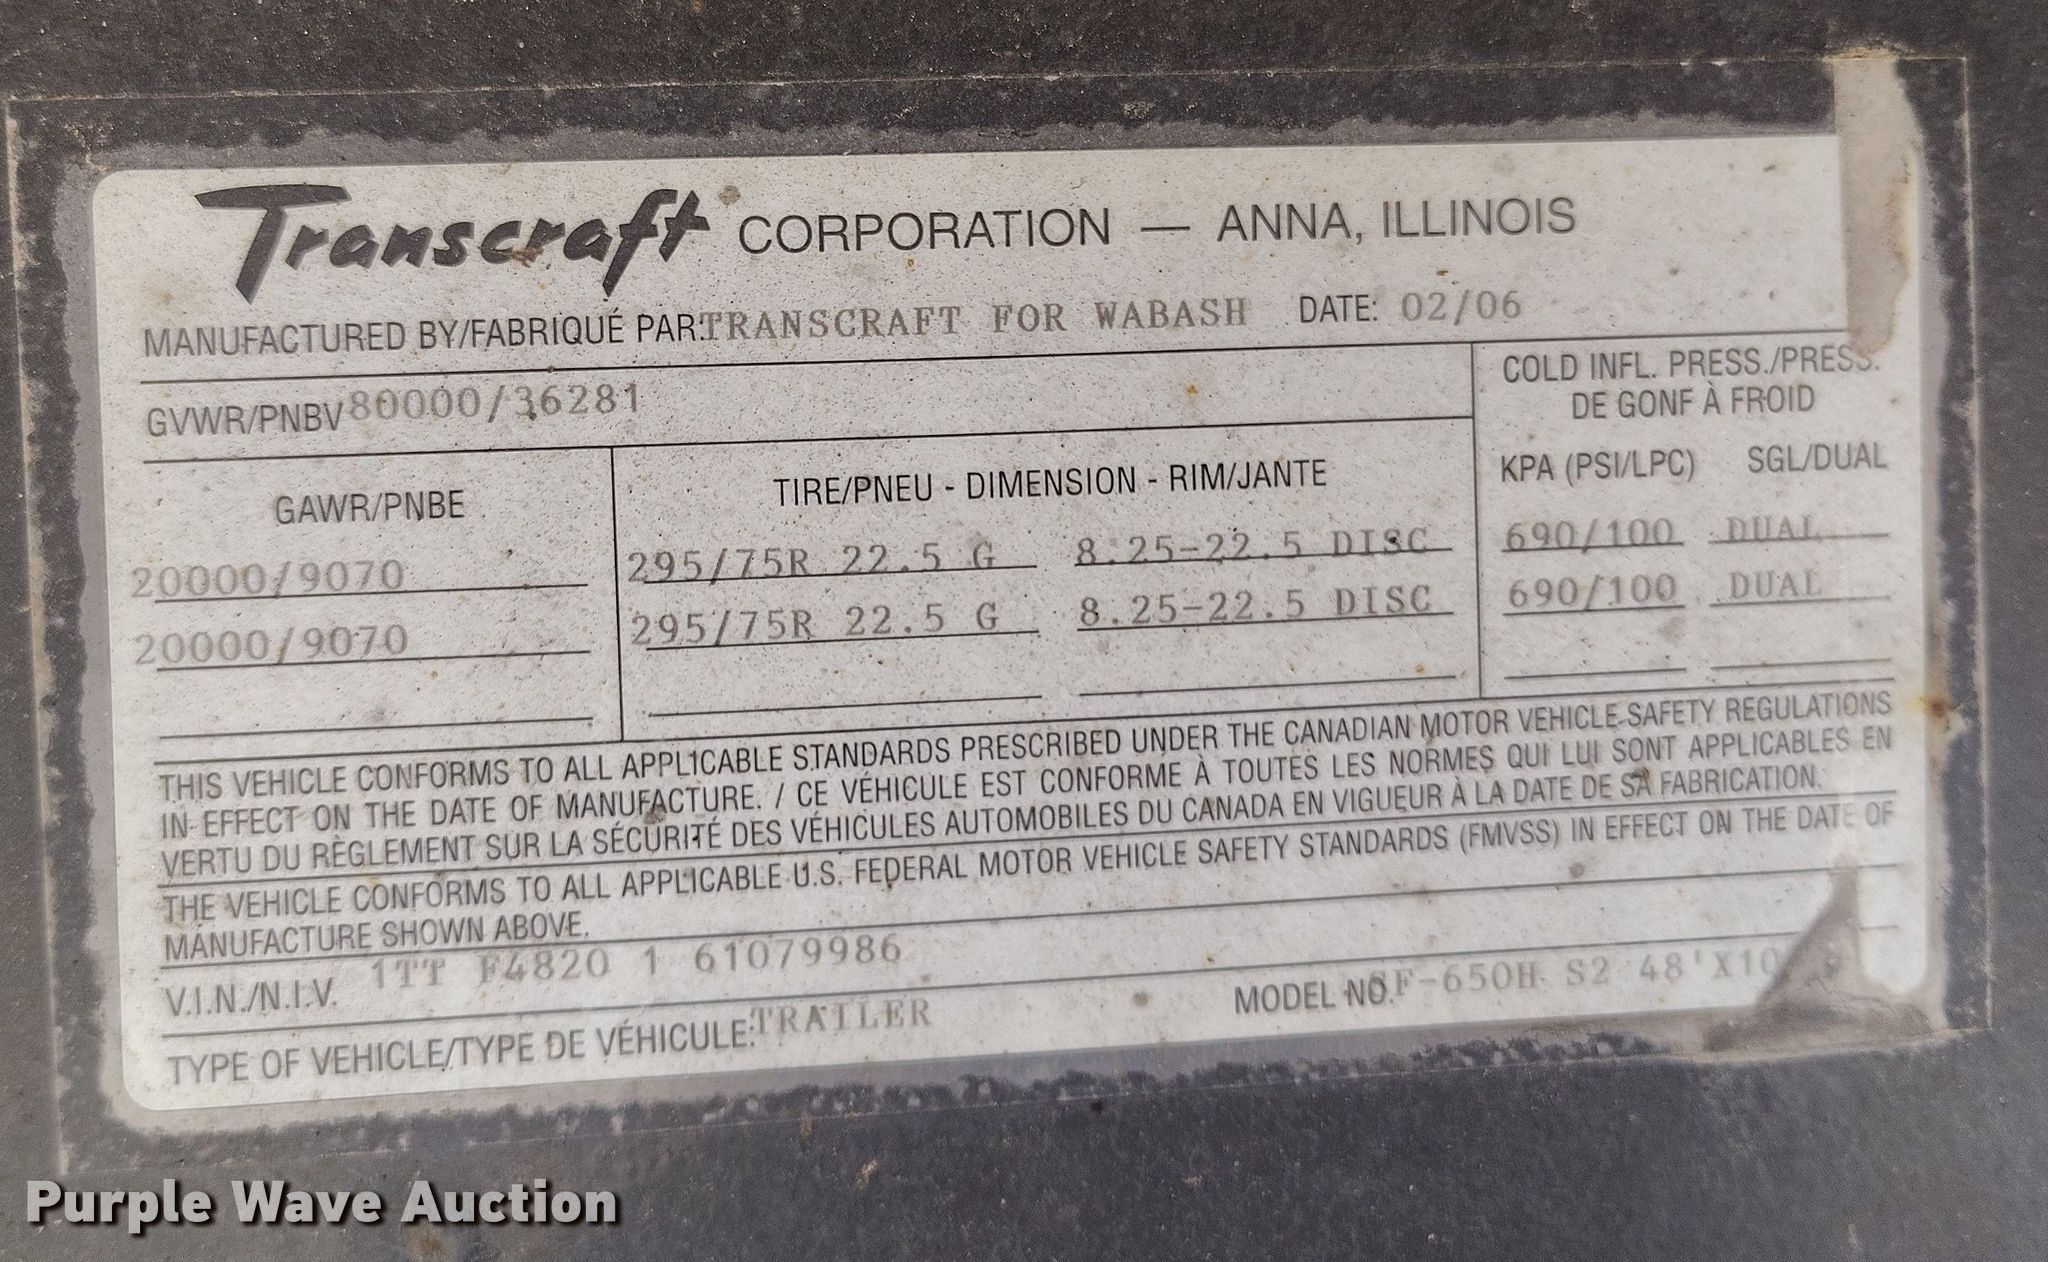 Transcraft CORPORATION — ANNA, ILLINOIS
MANUFACTURED BY/FABRIQUÉ PAR: TRANSCRAFT FOR WABASH DATE: 02/06
GVWR/PNBV 80000/36281
COLD INFL. PRESS./PRESS.
DE GONF À FROID
GAWR/PNBE TIRE/PNEU - DIMENSION - RIM/JANTE KPA (PSI/LPC) SGL/DUAL
20000/9070 295/75R 22.5 G 8.25-22.5 DISC 690/100 DUAL
20000/9070 295/75R 22.5 G 8.25-22.5 DISC 690/100 DUAL
THIS VEHICLE CONFORMS TO ALL APPLICABLE STANDARDS PRESCRIBED UNDER THE CANADIAN MOTOR VEHICLE SAFETY REGULATIONS
IN EFFECT ON THE DATE OF MANUFACTURE. / CE VÉHICULE EST CONFORME À TOUTES LES NORMES QUI LUI SONT APPLICABLES EN
VERTU DU RÈGLEMENT SUR LA SÉCURITÉ DES VÉHICULES AUTOMOBILES DU CANADA EN VIGUEUR À LA DATE DE SA FABRICATION.
THE VEHICLE CONFORMS TO ALL APPLICABLE U.S. FEDERAL MOTOR VEHICLE SAFETY STANDARDS (FMVSS) IN EFFECT ON THE DATE OF
MANUFACTURE SHOWN ABOVE.
V.I.N./N.I.V. 1TT F4820 1 61079986
TYPE OF VEHICLE/TYPE DE VÉHICULE: TRAILER MODEL NO. S2
Purple Wave Auction